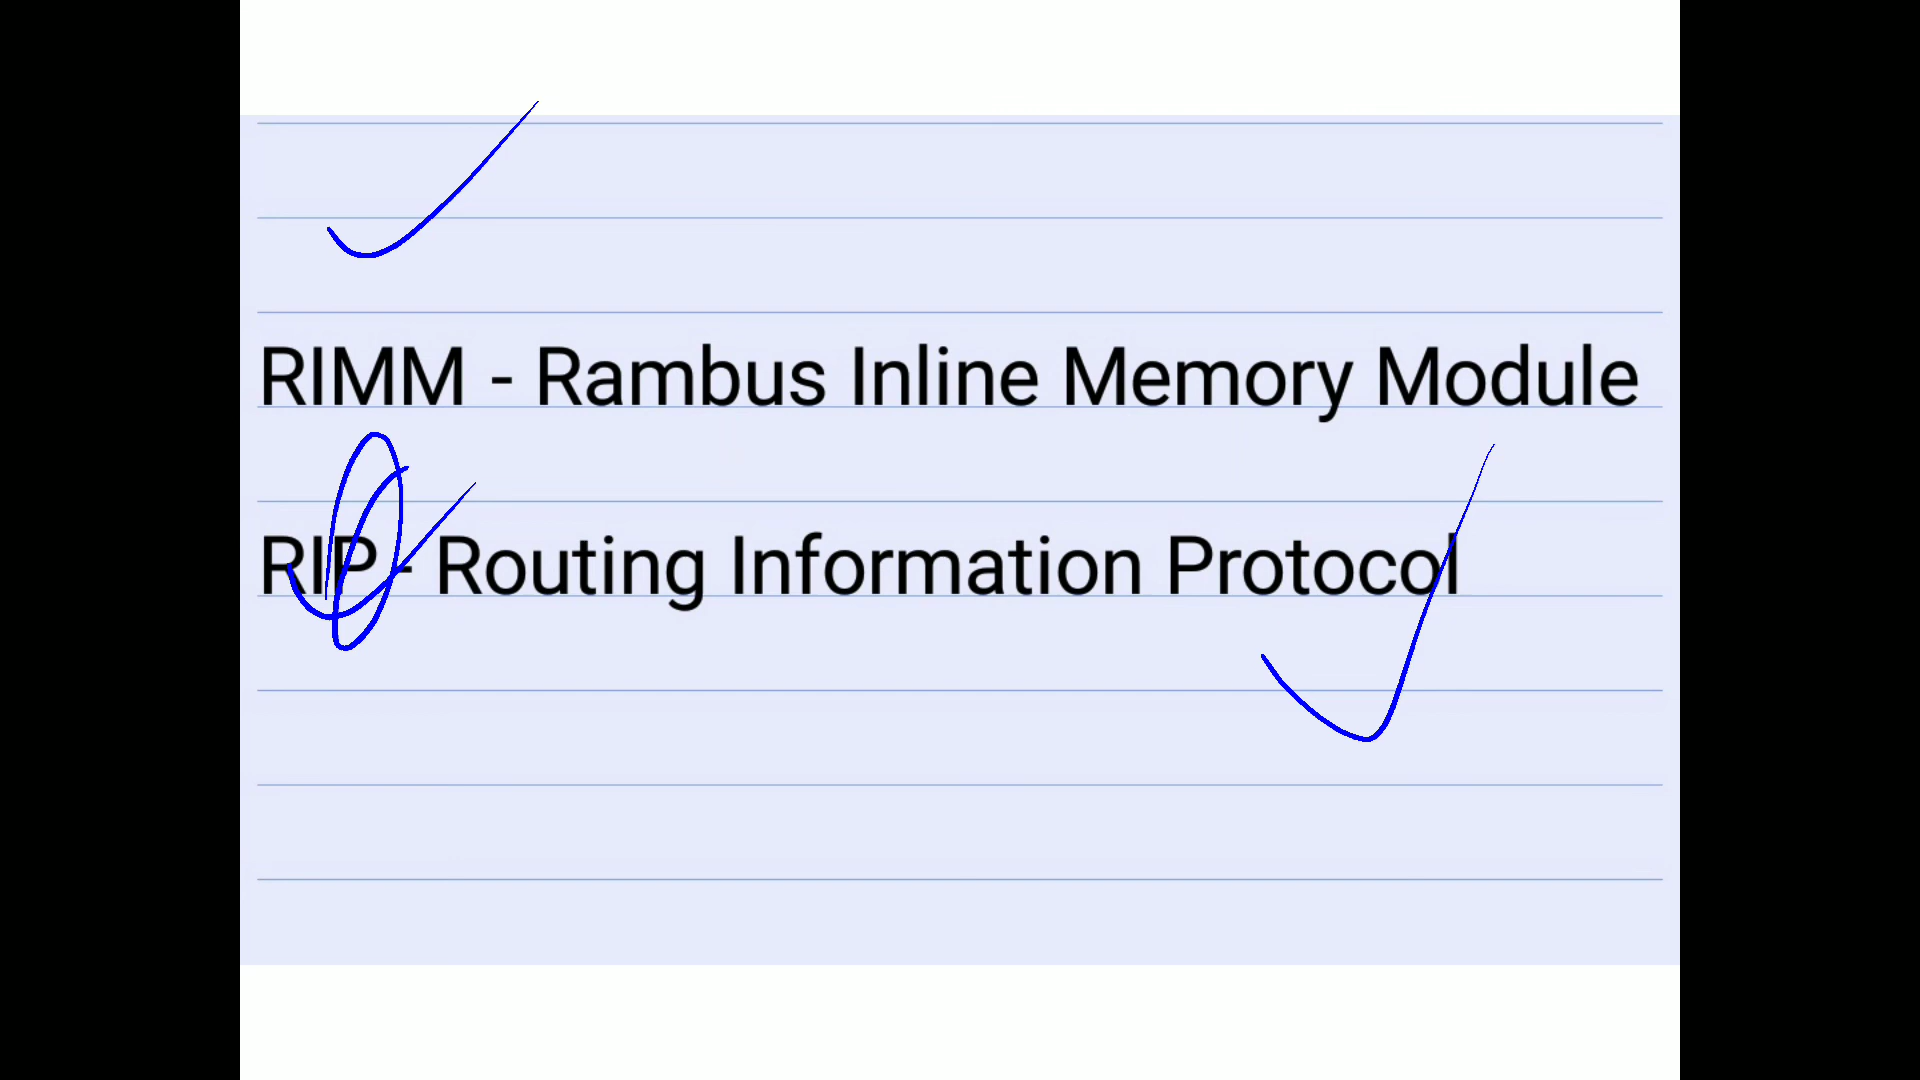 RIMM - Rambus Inline Memory Module
RIP - Routing Information Protocol